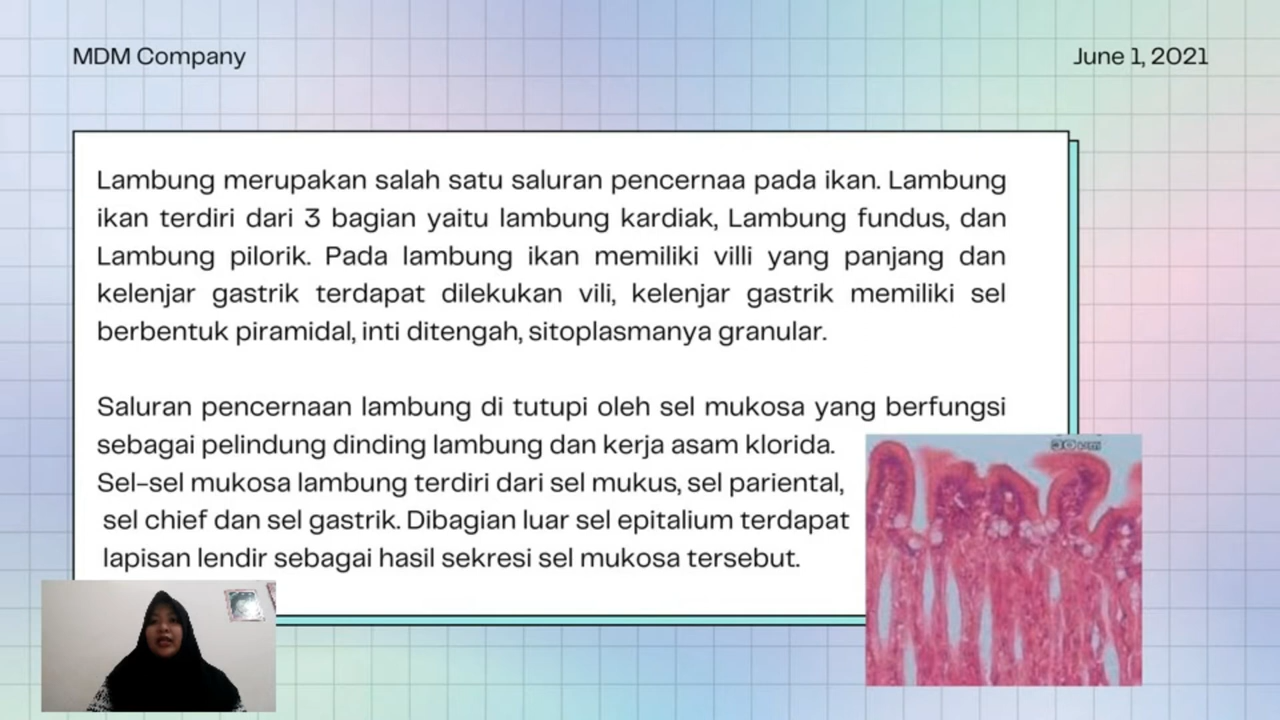 MDM Company
June 1, 2021
Lambung merupakan salah satu saluran pencernaa pada ikan. Lambung
ikan terdiri dari 3 bagian yaitu lambung kardiak, Lambung fundus, dan
Lambung pilorik. Pada lambung ikan memiliki villi yang panjang dan
kelenjar gastrik terdapat dilekukan vili, kelenjar gastrik memiliki sel
berbentuk piramidal, inti ditengah, sitoplasmanya granular.
Saluran pencernaan lambung di tutupi oleh sel mukosa yang berfungsi
sebagai pelindung dinding lambung dan kerja asam klorida.
Sel-sel mukosa lambung terdiri dari sel mukus, sel pariental,
sel chief dan sel gastrik. Dibagian luar sel epitalium terdapat
lapisan lendir sebagai hasil sekresi sel mukosa tersebut.